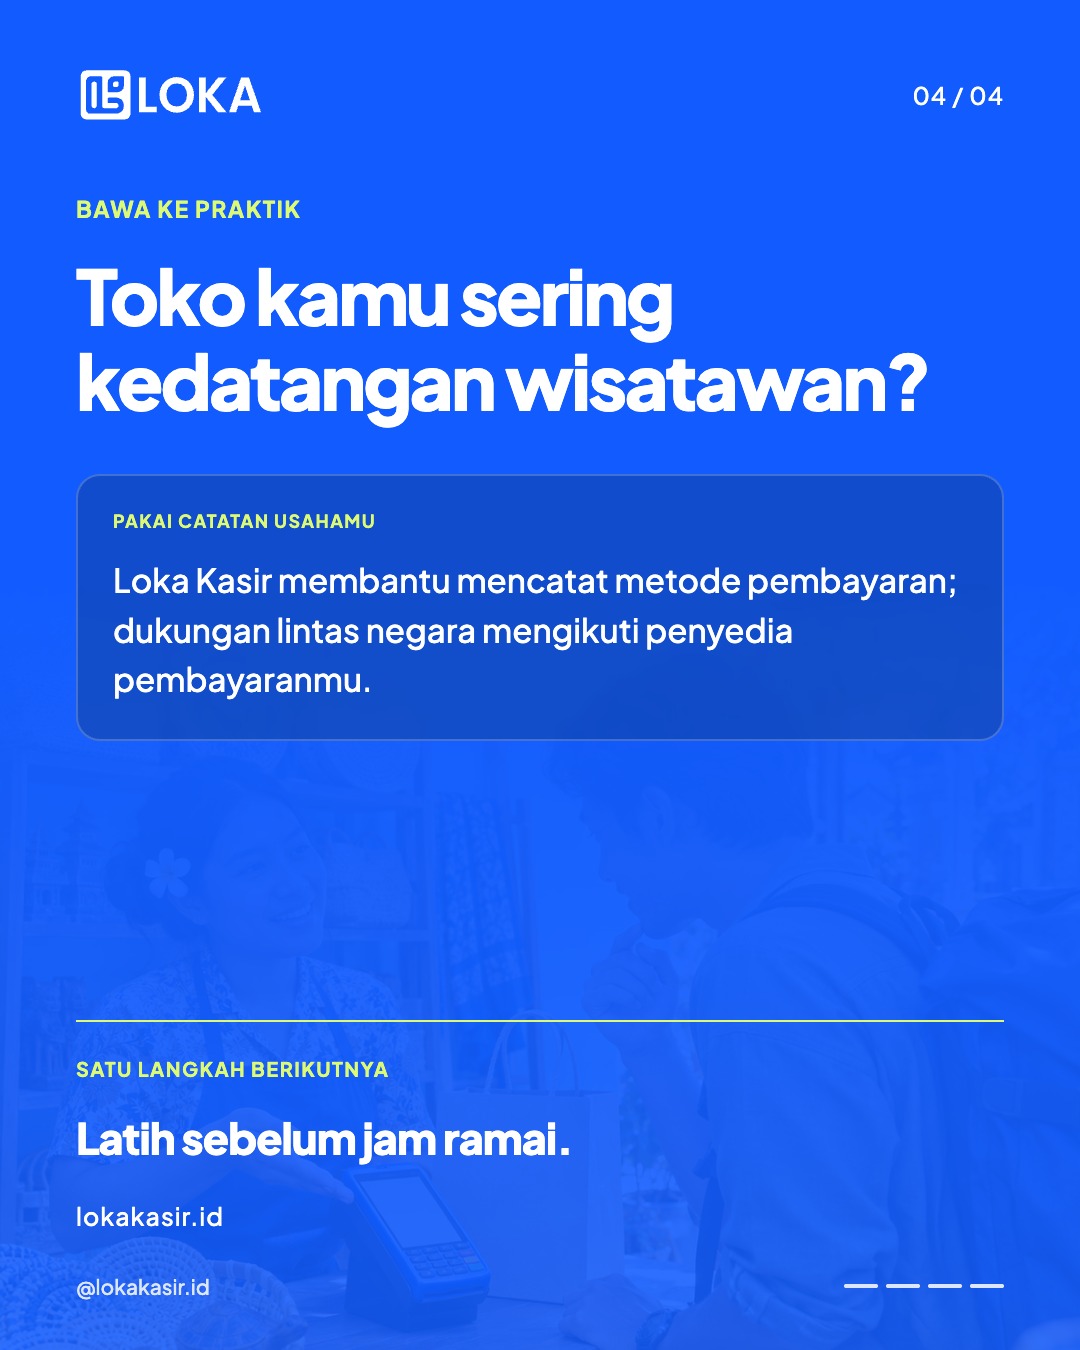 LOKA
04 / 04
BAWA KE PRAKTIK
Toko kamu sering
kedatangan wisatawan?
PAKAI CATATAN USAHAMU
Loka Kasir membantu mencatat metode pembayaran;
dukungan lintas negara mengikuti penyedia
pembayaranmu.
SATU LANGKAH BERIKUTNYA
Latih sebelum jam ramai.
lokakasir.id
@lokakasir.id